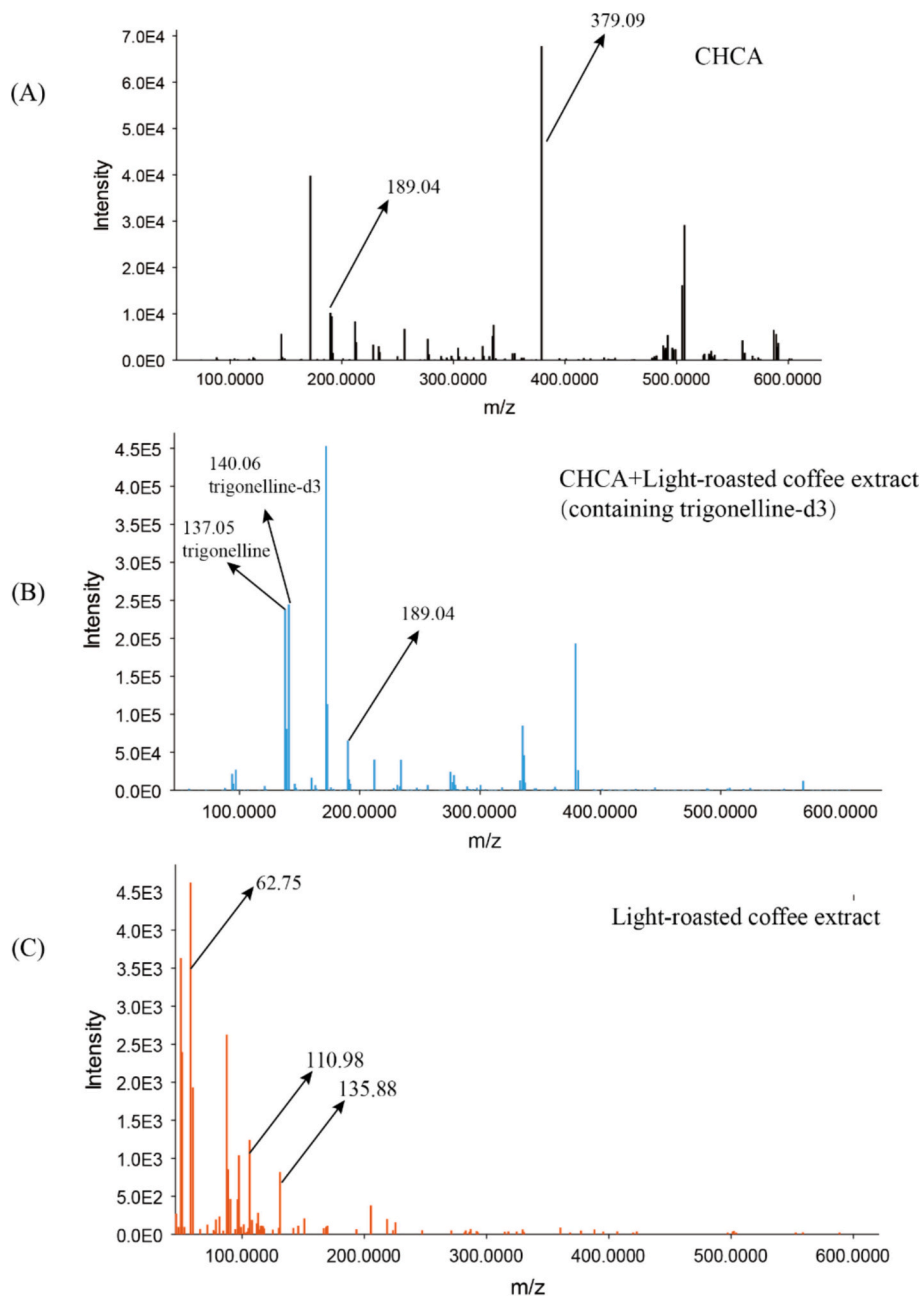 (A)
CHCA
379.09
189.04
Intensity
7.0E4
6.0E4
5.0E4
4.0E4
3.0E4
2.0E4
1.0E4
0.0E0
100.0000 200.0000 300.0000 400.0000 500.0000 600.0000
m/z
(B)
CHCA+Light-roasted coffee extract
(containing trigonelline-d3)
140.06
trigonelline-d3
137.05
trigonelline
189.04
Intensity
4.5E5
4.0E5
3.5E5
3.0E5
2.5E5
2.0E5
1.5E5
1.0E5
5.0E4
0.0E0
100.0000 200.0000 300.0000 400.0000 500.0000 600.0000
m/z
(C)
Light-roasted coffee extract
62.75
110.98
135.88
Intensity
4.5E3
4.0E3
3.5E3
3.0E3
2.5E3
2.0E3
1.5E3
1.0E3
5.0E2
0.0E0
100.0000 200.0000 300.0000 400.0000 500.0000 600.0000
m/z